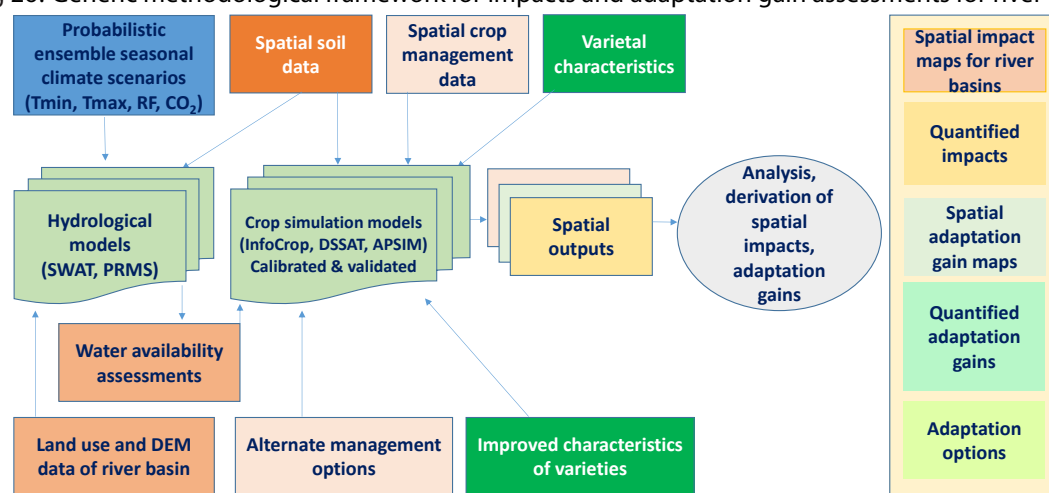 g 26. Generic methodological framework for impacts and adaptation gain assessments for river
Probabilistic
ensemble seasonal
climate scenarios
(Tmin, Tmax, RF, CO₂)
Spatial soil
data
Spatial crop
management
data
Varietal
characteristics
Hydrological
models
(SWAT, PRMS)
Crop simulation models
(InfoCrop, DSSAT, APSIM)
Calibrated & validated
Spatial
outputs
Analysis,
derivation of
spatial
impacts,
adaptation
gains
Water availability
assessments
Land use and DEM
data of river basin
Alternate management
options
Improved characteristics
of varieties
Spatial impact
maps for river
basins
Quantified
impacts
Spatial
adaptation
gain maps
Quantified
adaptation
gains
Adaptation
options